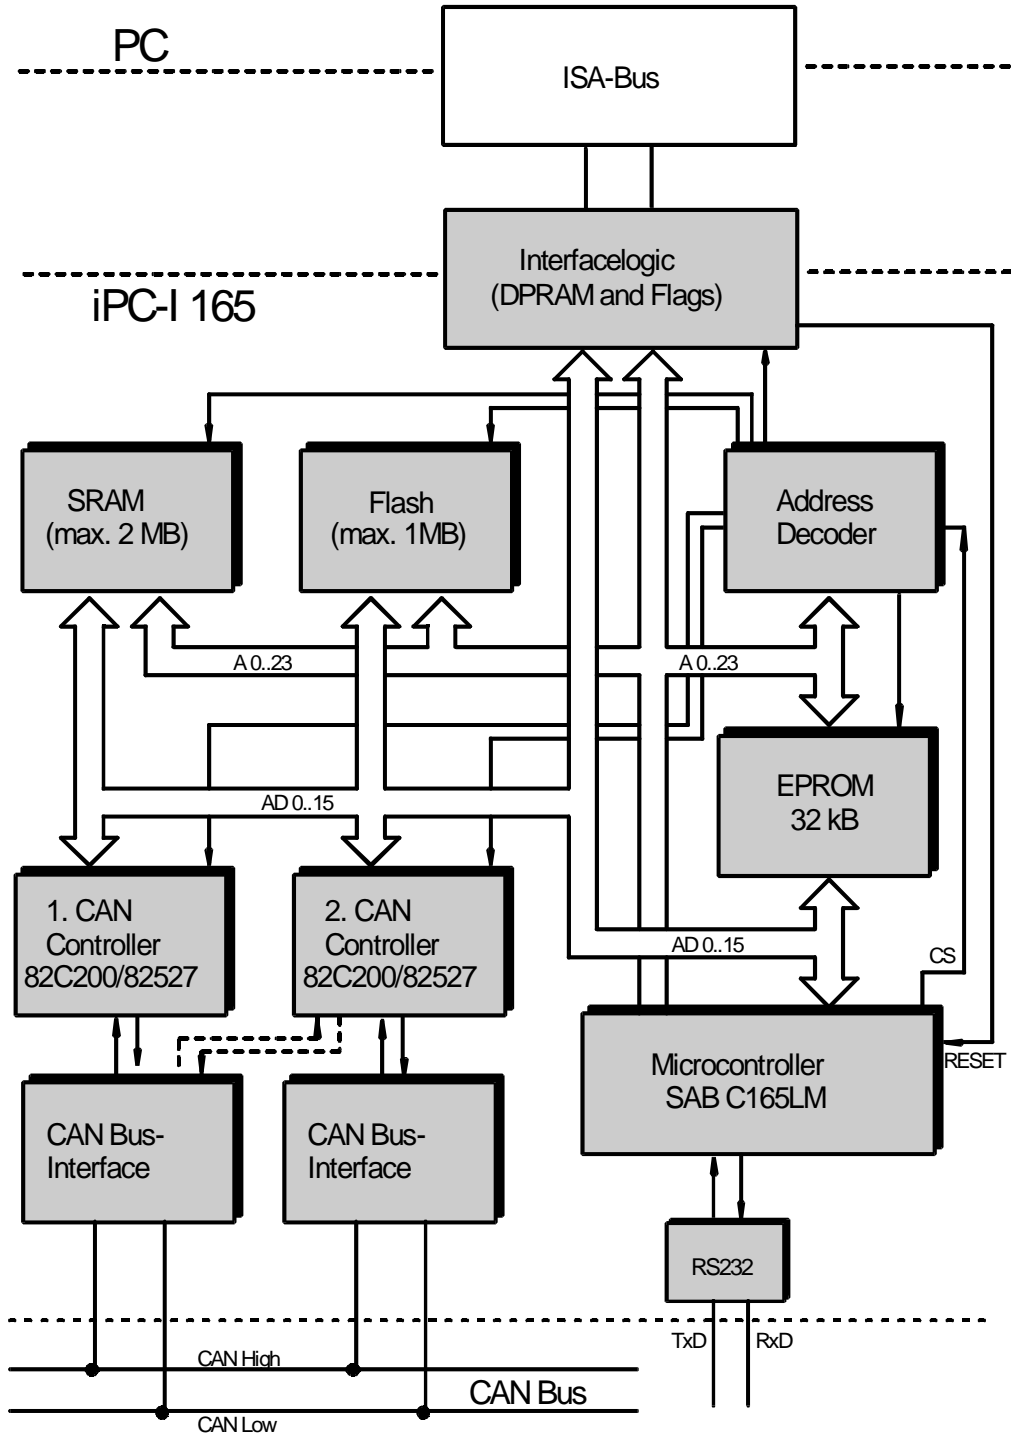 PC
ISA-Bus
Interfacelogic
(DPRAM and Flags)
iPC-I 165
SRAM
(max. 2 MB)
Flash
(max. 1MB)
Address
Decoder
A 0..23
A 0..23
EPROM
32 kB
AD 0..15
1. CAN
Controller
82C200/82527
2. CAN
Controller
82C200/82527
AD 0..15
CS
RESET
Microcontroller
SAB C165LM
CAN Bus-
Interface
CAN Bus-
Interface
RS232
TxD
RxD
CAN High
CAN Bus
CAN Low